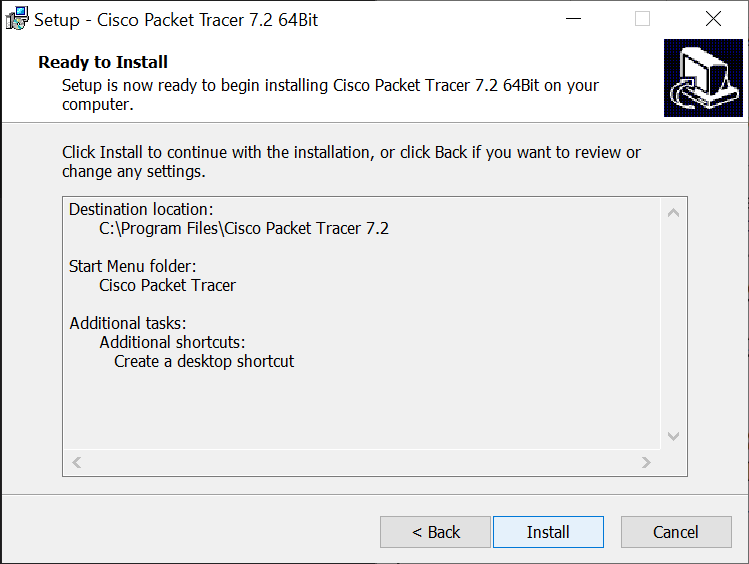 Setup - Cisco Packet Tracer 7.2 64Bit
Ready to Install
Setup is now ready to begin installing Cisco Packet Tracer 7.2 64Bit on your
computer.
Click Install to continue with the installation, or click Back if you want to review or
change any settings.
Destination location:
C:\Program Files\Cisco Packet Tracer 7.2
Start Menu folder:
Cisco Packet Tracer
Additional tasks:
Additional shortcuts:
Create a desktop shortcut
< Back
Install
Cancel